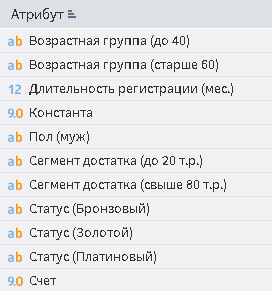 Атрибут
ab Возрастная группа (до 40)
ab Возрастная группа (старше 60)
12 Длительность регистрации (мес.)
9.0 Константа
ab Пол (муж)
ab Сегмент достатка (до 20 т.р.)
ab Сегмент достатка (свыше 80 т.р.)
ab Статус (Бронзовый)
ab Статус (Золотой)
ab Статус (Платиновый)
9.0 Счет